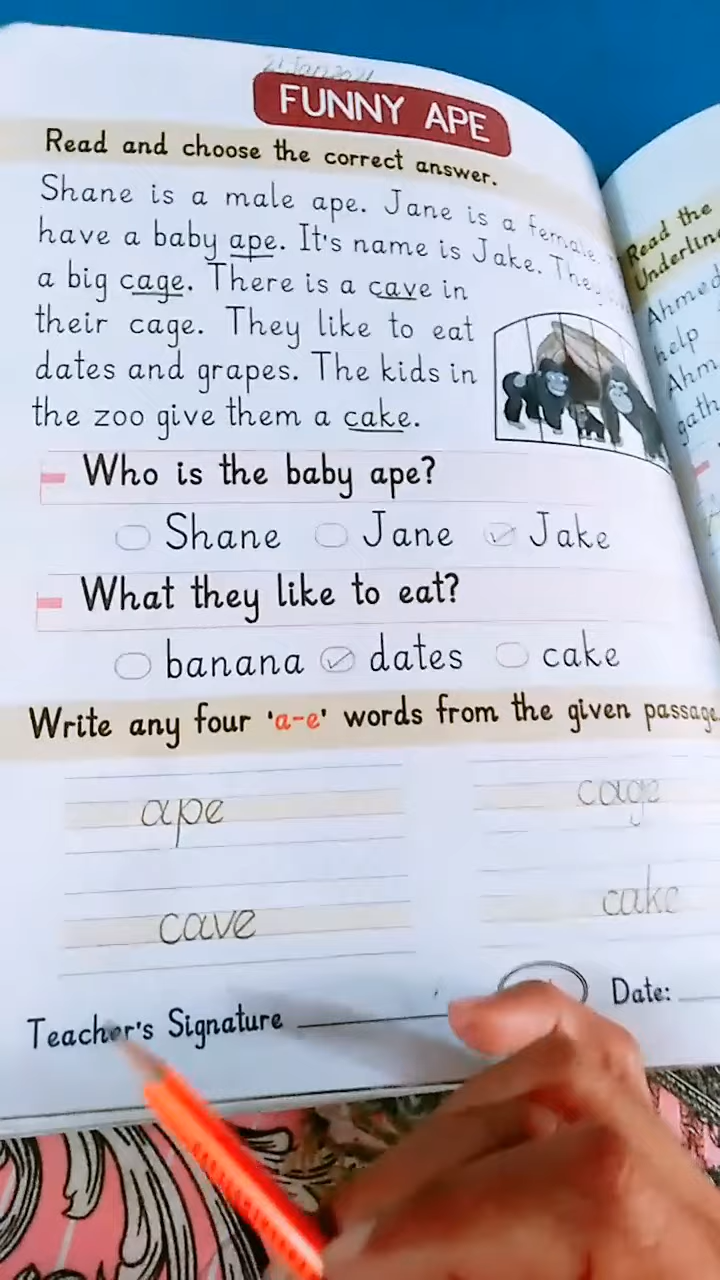 21 Jan 2021
FUNNY APE
Read and choose the correct answer.
Shane is a male ape. Jane is a female
have a baby ape. It's name is Jake. They
a big cage. There is a cave in
their cage. They like to eat
dates and grapes. The kids in
the zoo give them a cake.
Who is the baby ape?
Shane Jane Jake
What they like to eat?
banana dates cake
Write any four 'a-e' words from the given passage
ape cage
cave cake
Teacher's Signature Date:
Read the
Underline
Ahmed
help
Ahm
gath